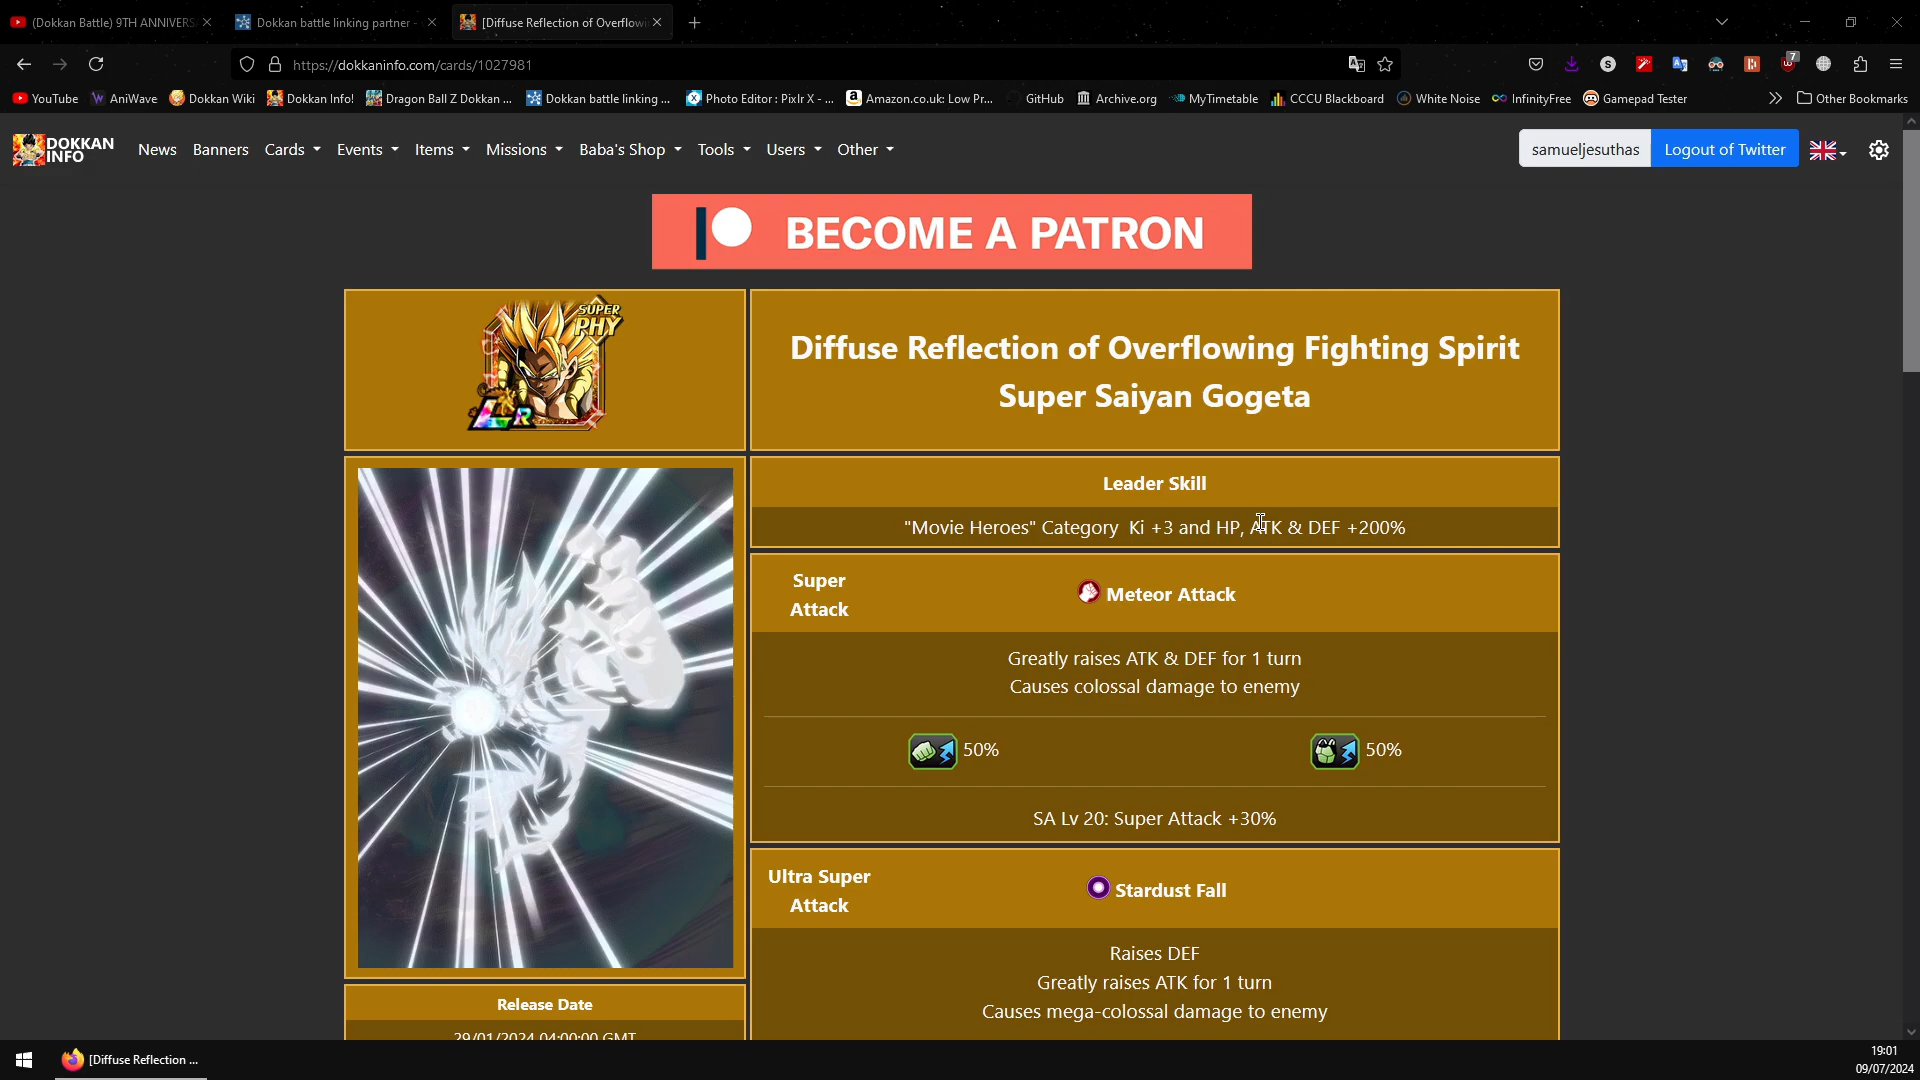 (Dokkan Battle) 9TH ANNIVERS
Dokkan battle linking partner -
[Diffuse Reflection of Overflowi
https://dokkaninfo.com/cards/1027981
S
7
YouTube
AniWave
Dokkan Wiki
Dokkan Info!
Dragon Ball Z Dokkan ...
Dokkan battle linking ...
Photo Editor : Pixlr X - ...
Amazon.co.uk: Low Pr...
GitHub
Archive.org
MyTimetable
CCCU Blackboard
White Noise
InfinityFree
Gamepad Tester
Other Bookmarks
DOKKAN
INFO
News
Banners
Cards
Events
Items
Missions
Baba's Shop
Tools
Users
Other
samueljesuthas
Logout of Twitter
BECOME A PATRON
SUPER
PHY
LR
Diffuse Reflection of Overflowing Fighting Spirit
Super Saiyan Gogeta
Leader Skill
"Movie Heroes" Category Ki +3 and HP, ATK & DEF +200%
Super
Attack
Meteor Attack
Greatly raises ATK & DEF for 1 turn
Causes colossal damage to enemy
50%
50%
SA Lv 20: Super Attack +30%
Ultra Super
Attack
Stardust Fall
Raises DEF
Greatly raises ATK for 1 turn
Causes mega-colossal damage to enemy
Release Date
29/01/2024 04:00:00 GMT
[Diffuse Reflection ...
19:01
09/07/2024